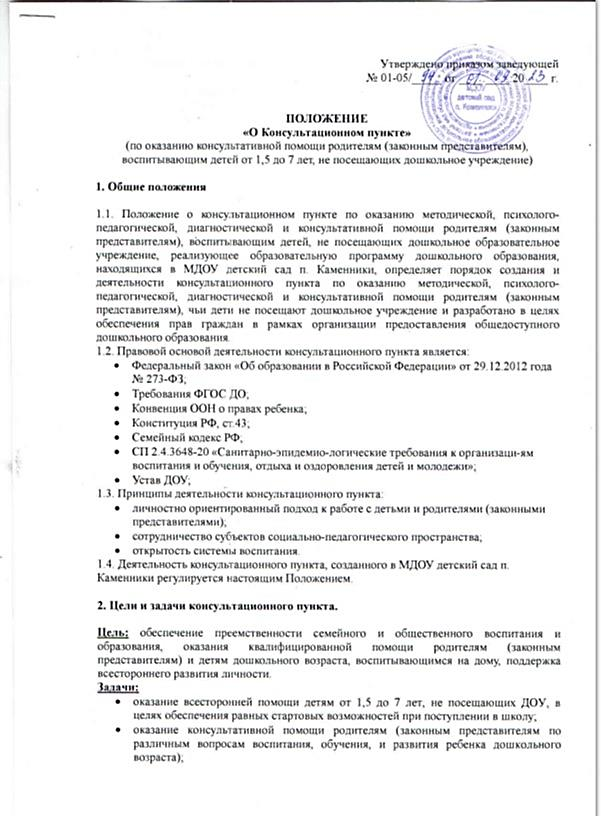 Утверждено приказом заведующей
№ 01-05/ 94 от 01. 09 2023 г.
МДОУ
детский сад
п. Каменники
ПОЛОЖЕНИЕ
«О Консультационном пункте»
(по оказанию консультативной помощи родителям (законным представителям),
воспитывающим детей от 1,5 до 7 лет, не посещающих дошкольное учреждение)
1. Общие положения
1.1. Положение о консультационном пункте по оказанию методической, психолого-
педагогической, диагностической и консультативной помощи родителям (законным
представителям), воспитывающим детей, не посещающих дошкольное образовательное
учреждение, реализующее образовательную программу дошкольного образования,
находящихся в МДОУ детский сад п. Каменники, определяет порядок создания и
деятельности консультационного пункта по оказанию методической, психолого-
педагогической, диагностической и консультативной помощи родителям (законным
представителям), чьи дети не посещают дошкольное учреждение и разработано в целях
обеспечения прав граждан в рамках организации предоставления общедоступного
дошкольного образования.
1.2. Правовой основой деятельности консультационного пункта является:
• Федеральный закон «Об образовании в Российской Федерации» от 29.12.2012 года
№ 273-ФЗ;
• Требования ФГОС ДО;
• Конвенция ООН о правах ребенка;
• Конституция РФ, ст.43;
• Семейный кодекс РФ;
• СП 2.4.3648-20 «Санитарно-эпидемио-логические требования к организаци-ям
воспитания и обучения, отдыха и оздоровления детей и молодежи»;
• Устав ДОУ;
1.3. Принципы деятельности консультационного пункта:
• личностно ориентированный подход к работе с детьми и родителями (законными
представителями);
• сотрудничество субъектов социально-педагогического пространства;
• открытость системы воспитания.
1.4. Деятельность консультационного пункта, созданного в МДОУ детский сад п.
Каменники регулируется настоящим Положением.
2. Цели и задачи консультационного пункта.
Цель: обеспечение преемственности семейного и общественного воспитания и
образования, оказания квалифицированной помощи родителям (законным
представителям) и детям дошкольного возраста, воспитывающимся на дому, поддержка
всестороннего развития личности.
Задачи:
• оказание всесторонней помощи детям от 1,5 до 7 лет, не посещающих ДОУ, в
целях обеспечения равных стартовых возможностей при поступлении в школу;
• оказание консультативной помощи родителям (законным представителям по
различным вопросам воспитания, обучения, и развития ребенка дошкольного
возраста);